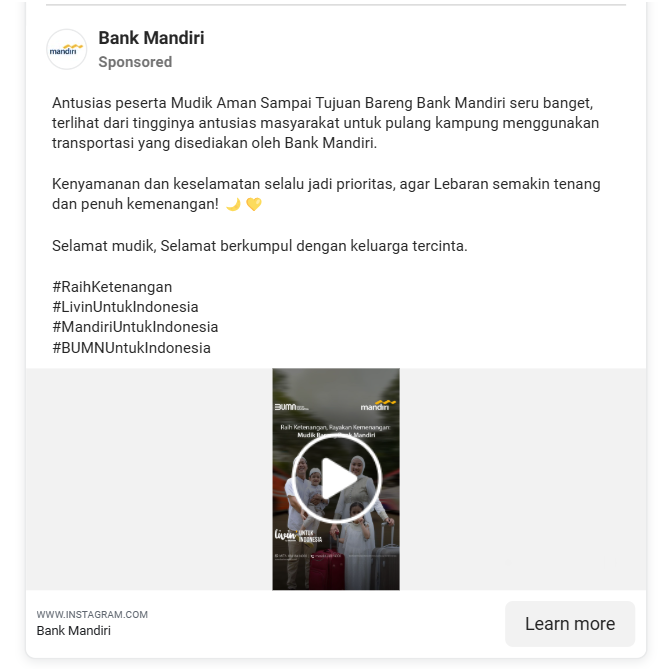 mandiri
Bank Mandiri
Sponsored
Antusias peserta Mudik Aman Sampai Tujuan Bareng Bank Mandiri seru banget,
terlihat dari tingginya antusias masyarakat untuk pulang kampung menggunakan
transportasi yang disediakan oleh Bank Mandiri.
Kenyamanan dan keselamatan selalu jadi prioritas, agar Lebaran semakin tenang
dan penuh kemenangan! 🌙💛
Selamat mudik, Selamat berkumpul dengan keluarga tercinta.
#RaihKetenangan
#LivinUntukIndonesia
#MandiriUntukIndonesia
#BUMNUntukIndonesia
BUMN
mandiri
Raih Ketenangan, Rayakan Kemenangan:
Mudik Bank Mandiri
livin' UNTUK
INDONESIA
WWW.INSTAGRAM.COM
Bank Mandiri
Learn more